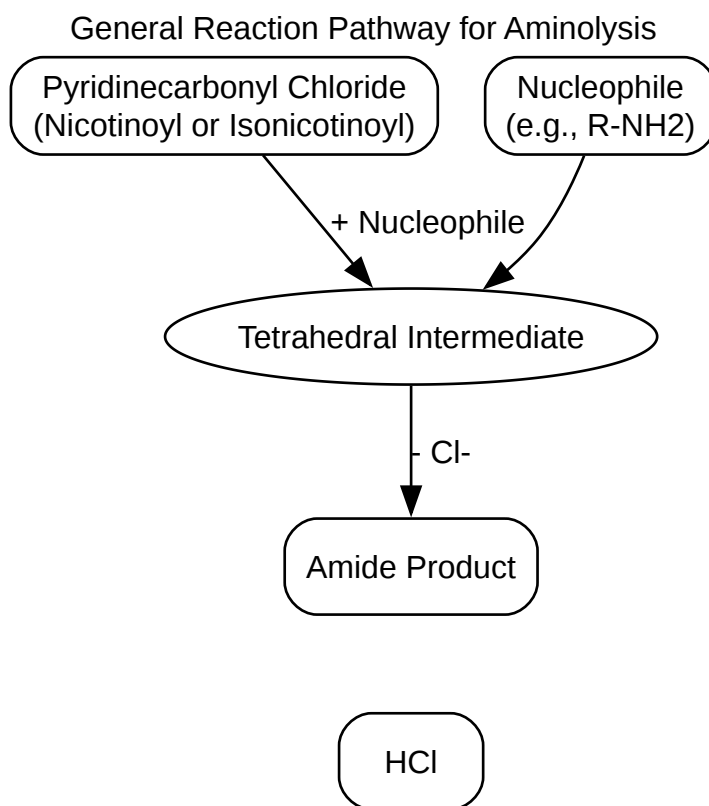 General Reaction Pathway for Aminolysis
Pyridinecarbonyl Chloride
(Nicotinoyl or Isonicotinoyl)
Nucleophile
(e.g., R-NH2)
+ Nucleophile
Tetrahedral Intermediate
- Cl-
Amide Product
HCl